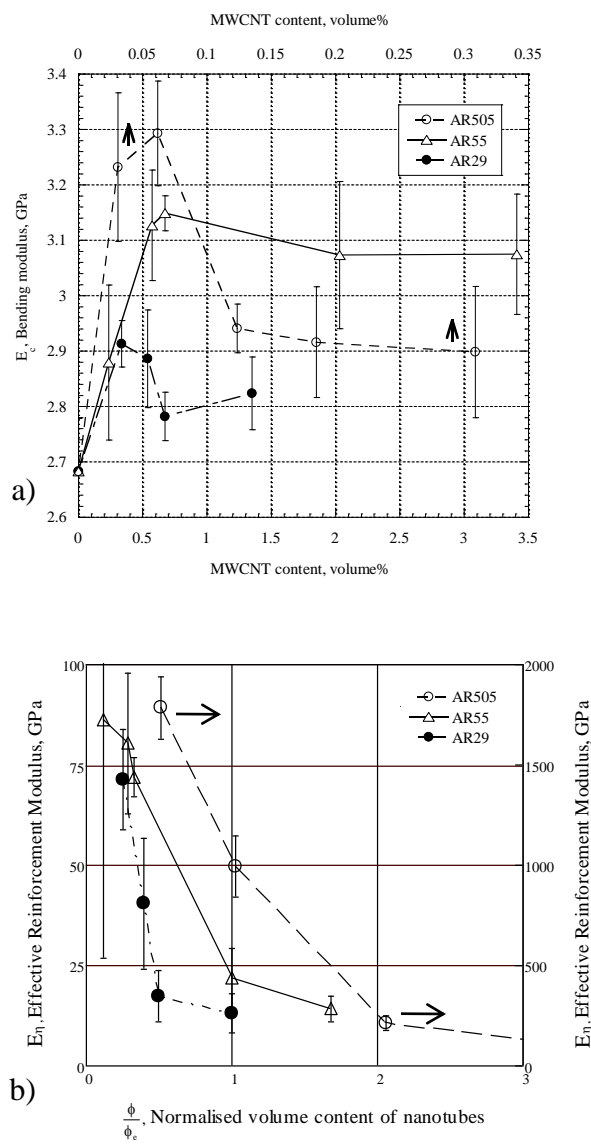 MWCNT content, volume%
0 0.05 0.1 0.15 0.2 0.25 0.3 0.35
3.4
3.3
3.2
3.1
3
2.9
2.8
2.7
2.6
E_c, Bending modulus, GPa
AR505
AR55
AR29
a)
0 0.5 1 1.5 2 2.5 3 3.5
MWCNT content, volume%
100
75
50
25
0
Eη, Effective Reinforcement Modulus, GPa
AR505
AR55
AR29
2000
1500
1000
500
0
Eη, Effective Reinforcement Modulus, GPa
0 1 2 3
b)
ϕ/ϕ_e, Normalised volume content of nanotubes